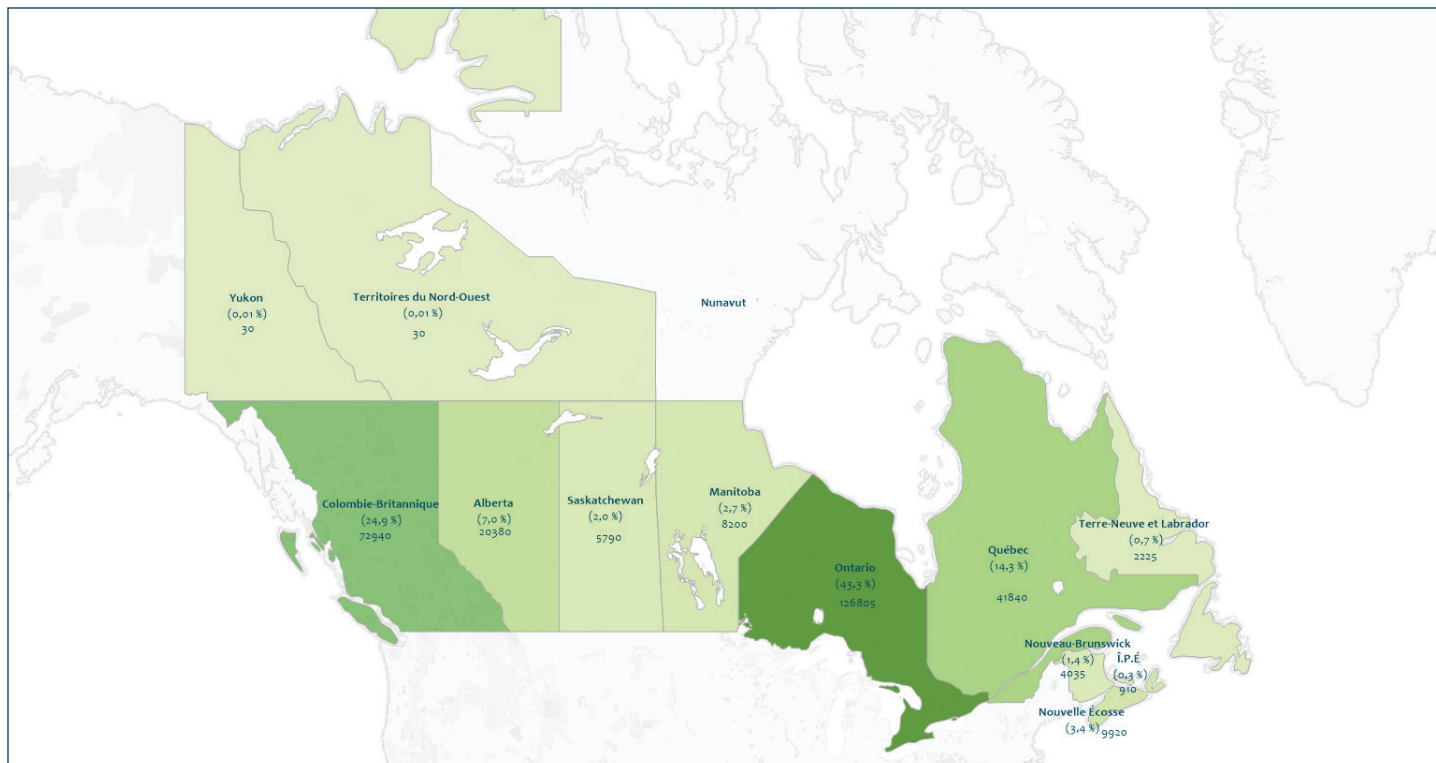 Yukon
(0,01 %)
30
Territoires du Nord-Ouest
(0,01 %)
30
Nunavut
Colombie-Britannique
(24,9 %)
72940
Alberta
(7,0 %)
20380
Saskatchewan
(2,0 %)
5790
Manitoba
(2,7 %)
8200
Ontario
(43,3 %)
126805
Québec
(14,3 %)
41840
Terre-Neuve et Labrador
(0,7 %)
2225
Nouveau-Brunswick
(1,4 %)
4035
Î.P.É
(0,3 %)
910
Nouvelle Écosse
(3,4 %) 9920